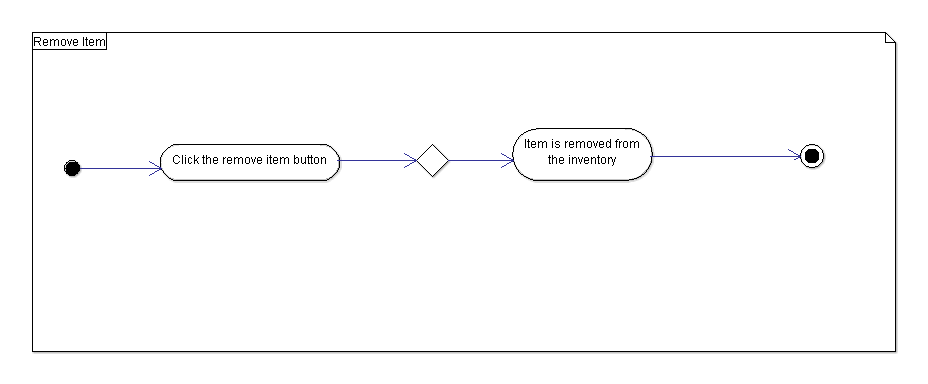 Remove Item
Click the remove item button
Item is removed from
the inventory